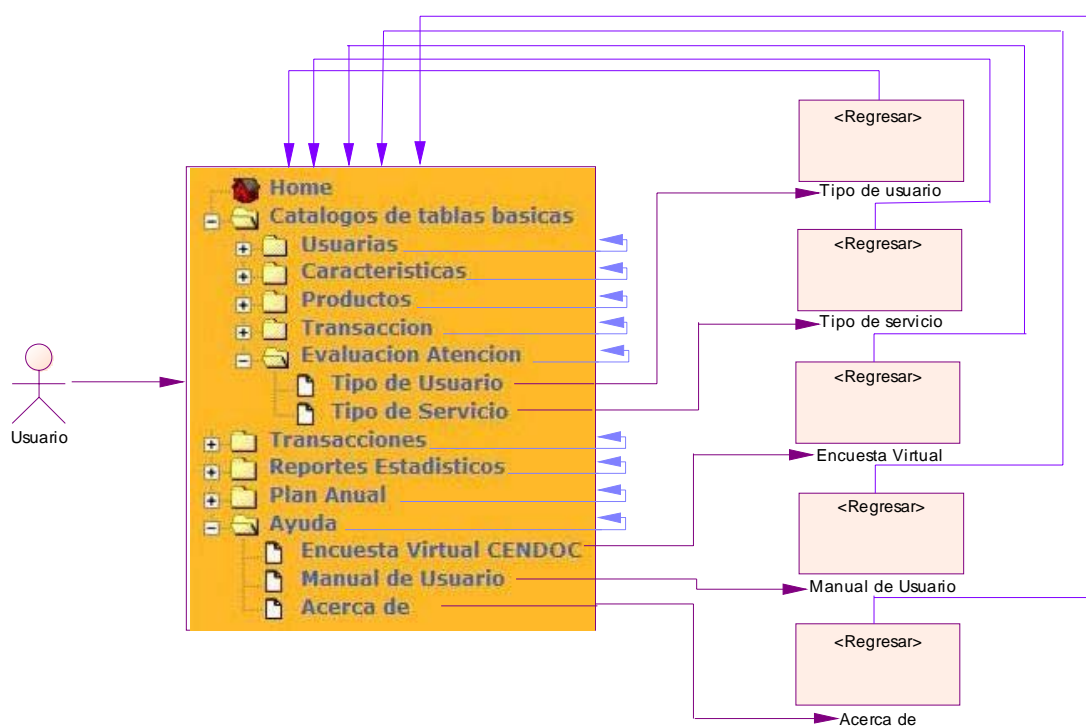 Home
Catalogos de tablas basicas
Usuarias
Caracteristicas
Productos
Transaccion
Evaluacion Atencion
Tipo de Usuario
Tipo de Servicio
Transacciones
Reportes Estadisticos
Plan Anual
Ayuda
Encuesta Virtual CENDOC
Manual de Usuario
Acerca de
Usuario
<Regresar>
Tipo de usuario
<Regresar>
Tipo de servicio
<Regresar>
Encuesta Virtual
<Regresar>
Manual de Usuario
<Regresar>
Acerca de